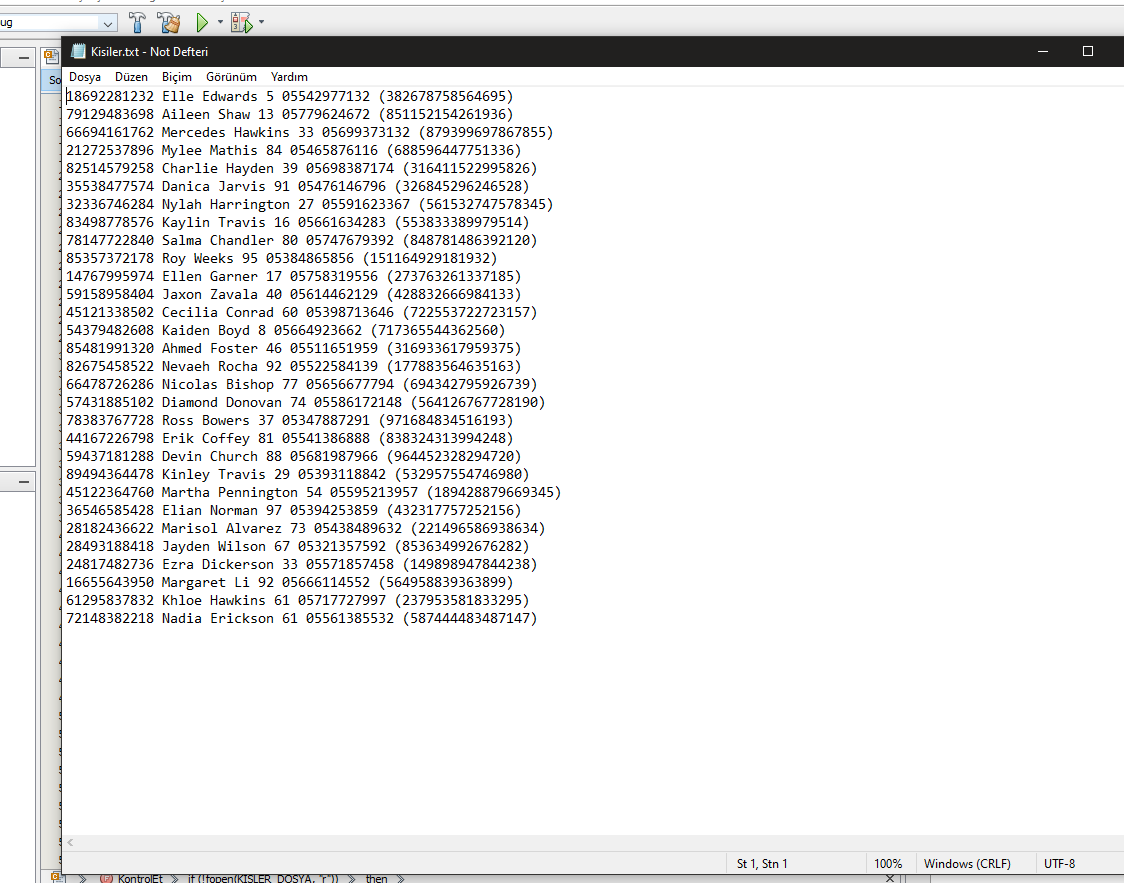 ug
Kisiler.txt - Not Defteri
So
Dosya Düzen Biçim Görünüm Yardım
18692281232 Elle Edwards 5 05542977132 (382678758564695)
79129483698 Aileen Shaw 13 05779624672 (851152154261936)
66694161762 Mercedes Hawkins 33 05699373132 (879399697867855)
21272537896 Mylee Mathis 84 05465876116 (688596447751336)
82514579258 Charlie Hayden 39 05698387174 (316411522995826)
35538477574 Danica Jarvis 91 05476146796 (326845296246528)
32336746284 Nylah Harrington 27 05591623367 (561532747578345)
83498778576 Kaylin Travis 16 05661634283 (553833389979514)
78147722840 Salma Chandler 80 05747679392 (848781486392120)
85357372178 Roy Weeks 95 05384865856 (151164929181932)
14767995974 Ellen Garner 17 05758319556 (273763261337185)
59158958404 Jaxon Zavala 40 05614462129 (428832666984133)
45121338502 Cecilia Conrad 60 05398713646 (722553722723157)
54379482608 Kaiden Boyd 8 05664923662 (717365544362560)
85481991320 Ahmed Foster 46 05511651959 (316933617959375)
82675458522 Nevaeh Rocha 92 05522584139 (177883564635163)
66478726286 Nicolas Bishop 77 05656677794 (694342795926739)
57431885102 Diamond Donovan 74 05586172148 (564126767728190)
78383767728 Ross Bowers 37 05347887291 (971684834516193)
44167226798 Erik Coffey 81 05541386888 (838324313994248)
59437181288 Devin Church 88 05681987966 (964452328294720)
89494364478 Kinley Travis 29 05393118842 (532957554746980)
45122364760 Martha Pennington 54 05595213957 (189428879669345)
36546585428 Elian Norman 97 05394253859 (432317757252156)
28182436622 Marisol Alvarez 73 05438489632 (221496586938634)
28493188418 Jayden Wilson 67 05321357592 (853634992676282)
24817482736 Ezra Dickerson 33 05571857458 (149898947844238)
16655643950 Margaret Li 92 05666114552 (564958839363899)
61295837832 Khloe Hawkins 61 05717727997 (237953581833295)
72148382218 Nadia Erickson 61 05561385532 (587444483487147)
St 1, Stn 1 100% Windows (CRLF) UTF-8
KontrolEt if (!fopen(KISLER_DOSYA, "r")) then